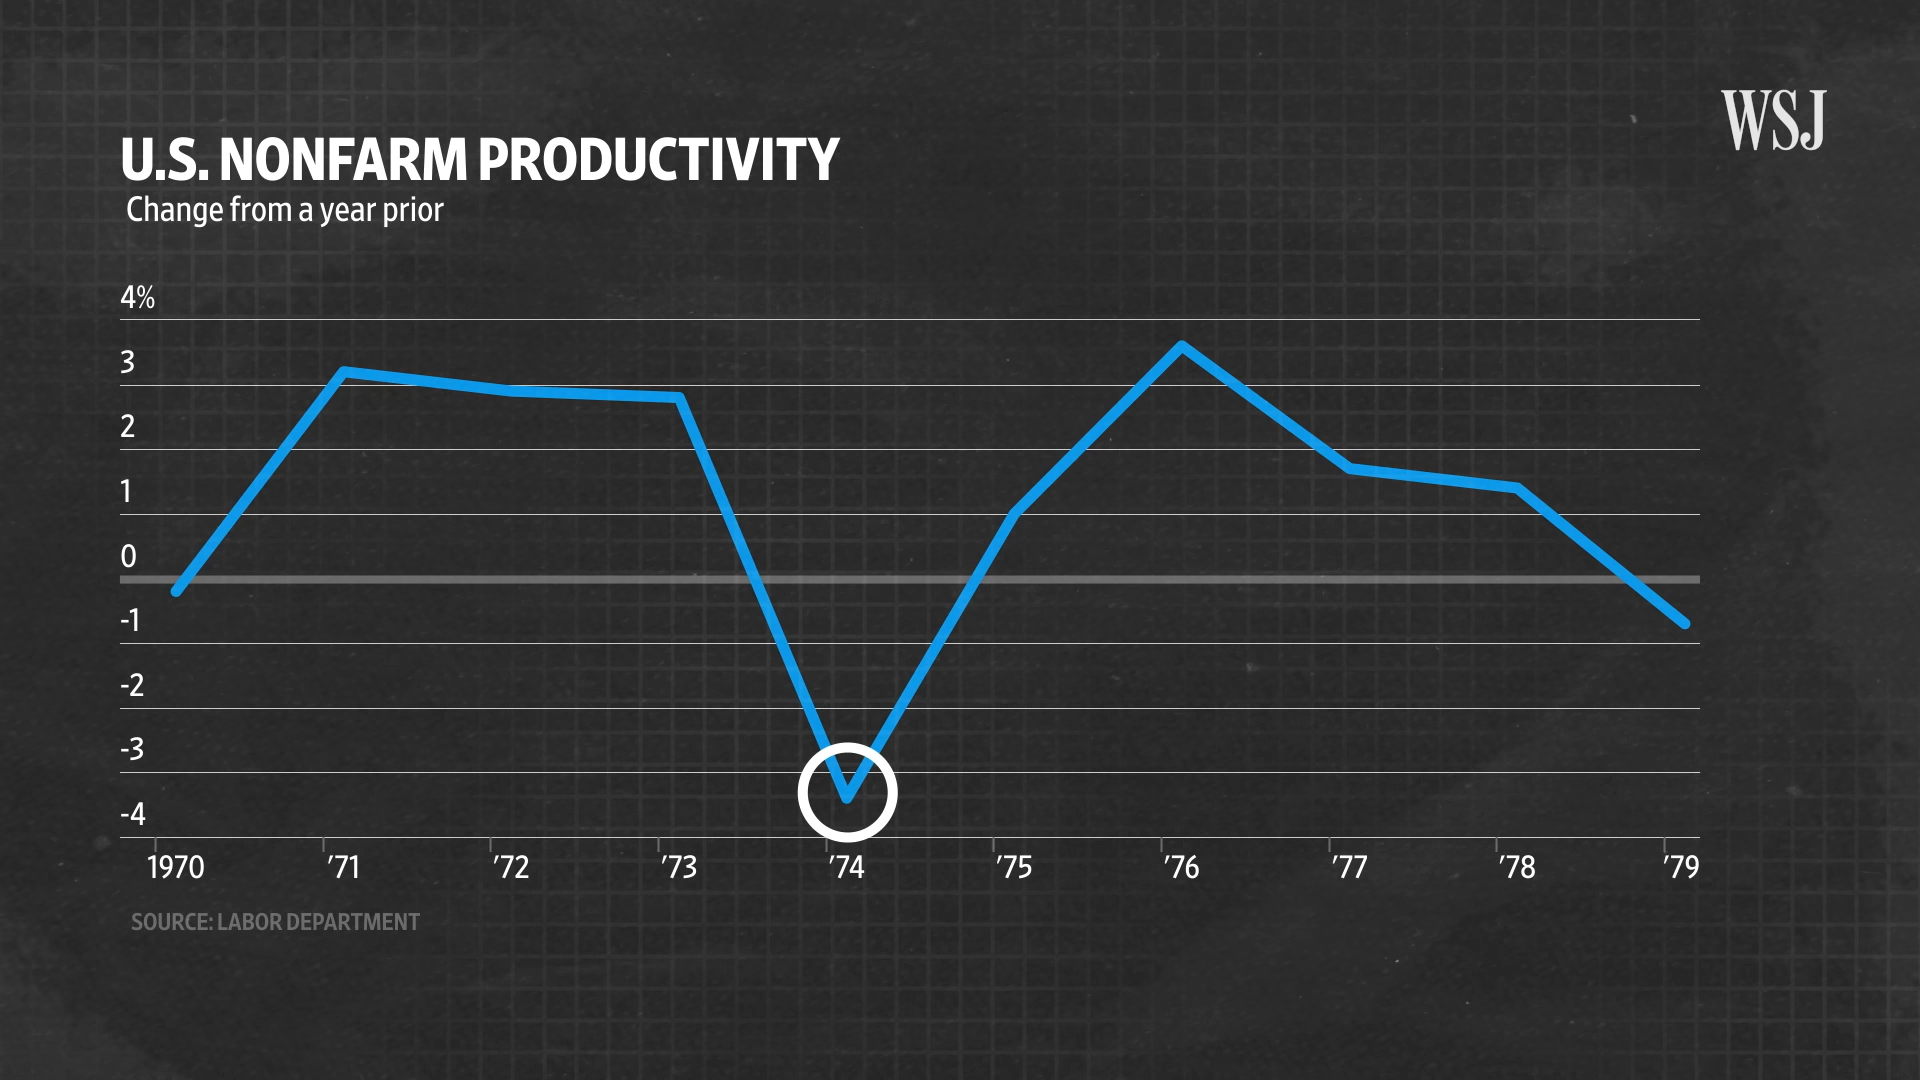 WSJ
U.S. NONFARM PRODUCTIVITY
Change from a year prior
4%
3
2
1
0
-1
-2
-3
-4
1970 ’71 ’72 ’73 ’74 ’75 ’76 ’77 ’78 ’79
SOURCE: LABOR DEPARTMENT